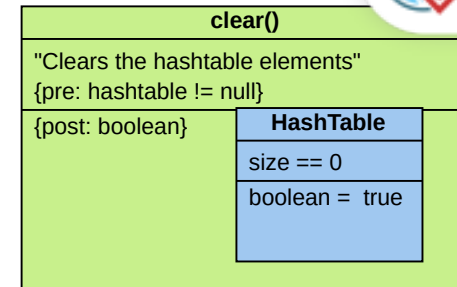 clear()
"Clears the hashtable elements"
{pre: hashtable != null}
{post: boolean}
HashTable
size == 0
boolean =  true